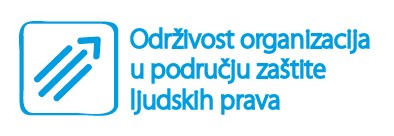 Održivost organizacija
u području zaštite
ljudskih prava